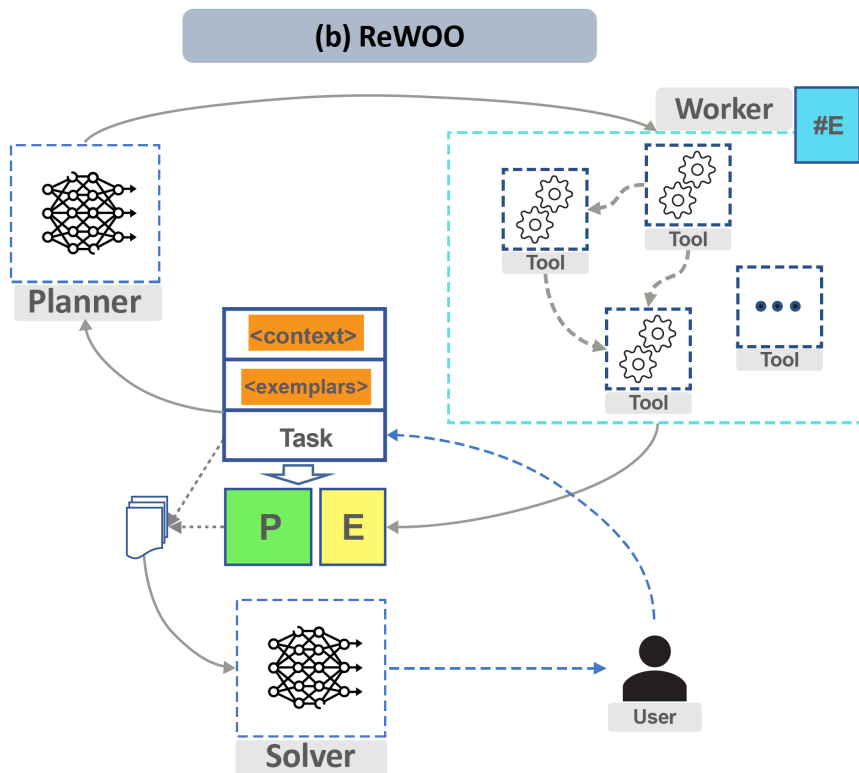 (b) ReWOO
Worker
#E
Tool
Tool
Planner
<context>
Tool
<exemplars>
Tool
Task
P
E
User
Solver